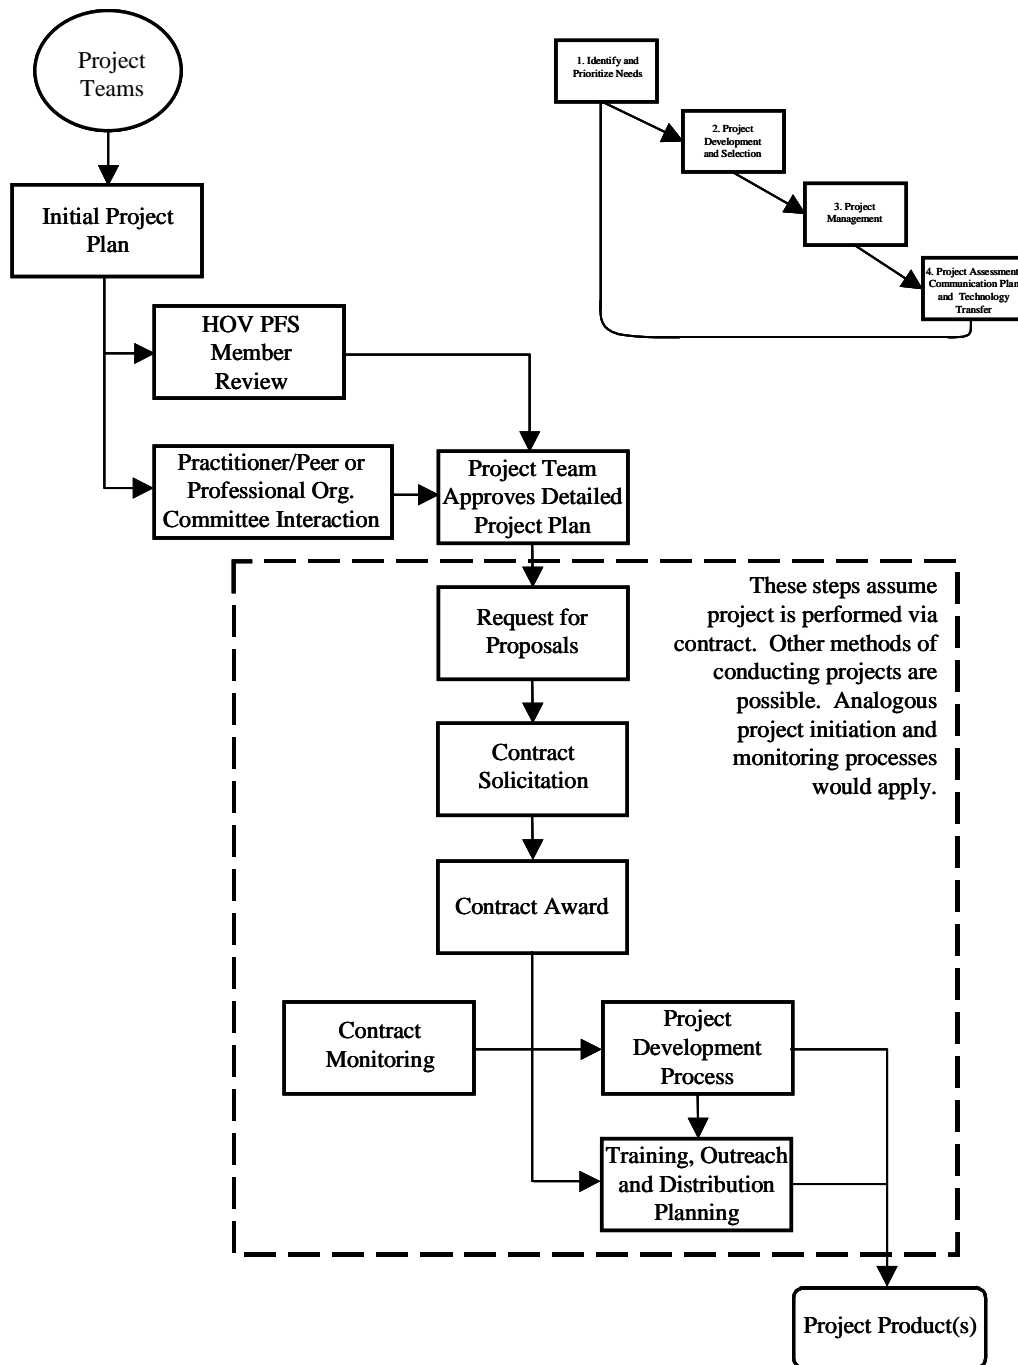 Project
Teams
Initial Project
Plan
HOV PFS
Member
Review
Practitioner/Peer or
Professional Org.
Committee Interaction
Project Team
Approves Detailed
Project Plan
1. Identify and
Prioritize Needs
2. Project
Development
and Selection
3. Project
Management
4. Project Assessment
Communication Plan
and Technology
Transfer
Request for
Proposals
These steps assume
project is performed via
contract. Other methods of
conducting projects are
possible. Analogous
project initiation and
monitoring processes
would apply.
Contract
Solicitation
Contract Award
Contract
Monitoring
Project
Development
Process
Training, Outreach
and Distribution
Planning
Project Product(s)